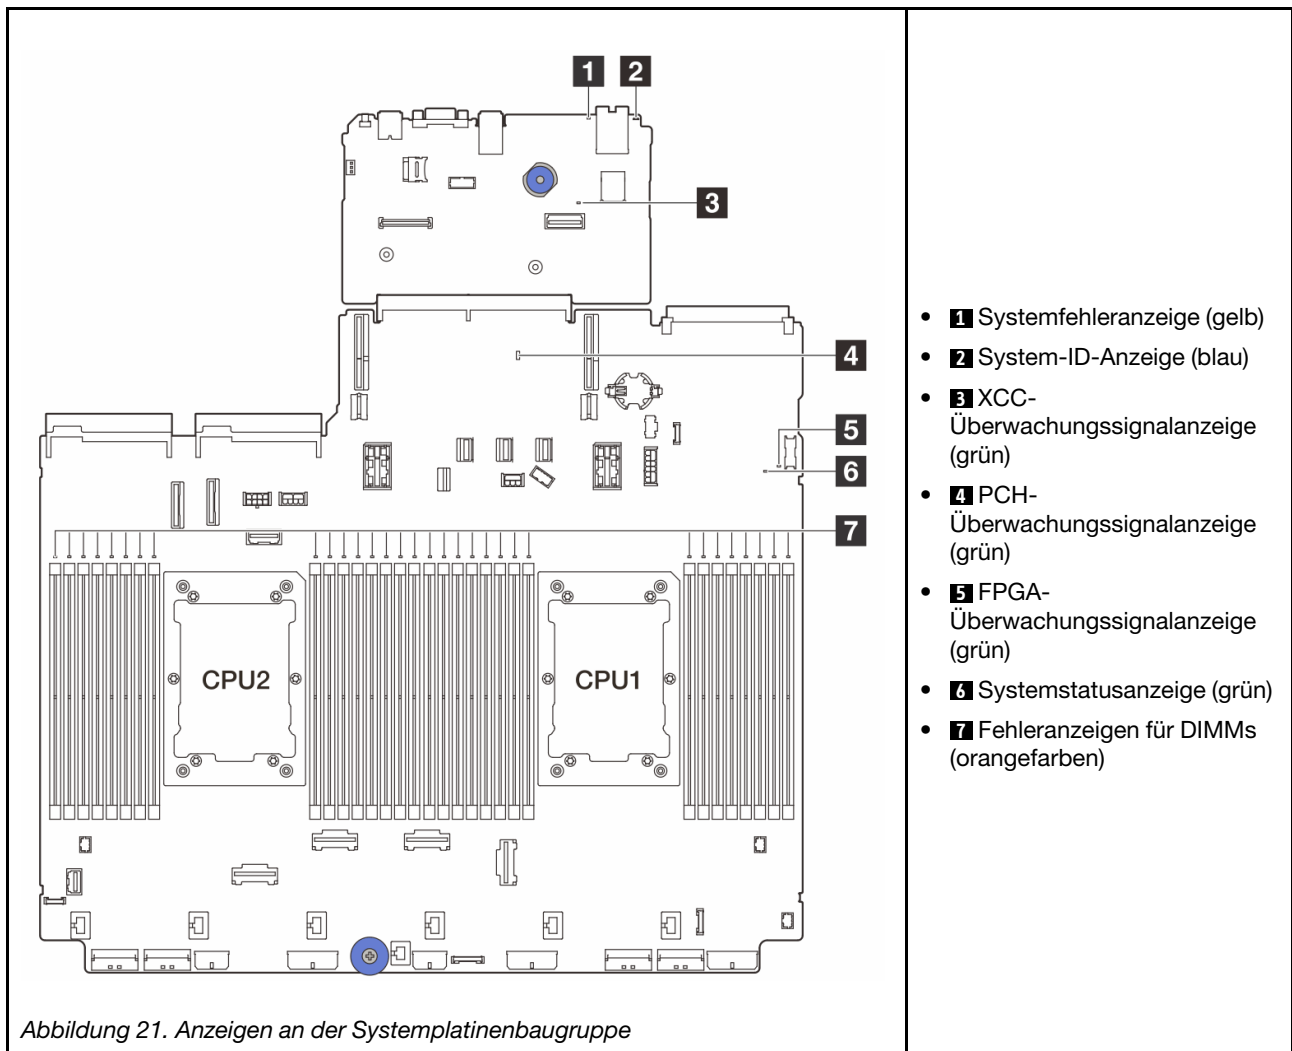 1 2
3
4
5
6
7
CPU2
CPU1
Abbildung 21. Anzeigen an der Systemplatinenbaugruppe
• 1 Systemfehleranzeige (gelb)
• 2 System-ID-Anzeige (blau)
• 3 XCC-
Überwachungssignalanzeige
(grün)
• 4 PCH-
Überwachungssignalanzeige
(grün)
• 5 FPGA-
Überwachungssignalanzeige
(grün)
• 6 Systemstatusanzeige (grün)
• 7 Fehleranzeigen für DIMMs
(orangefarben)